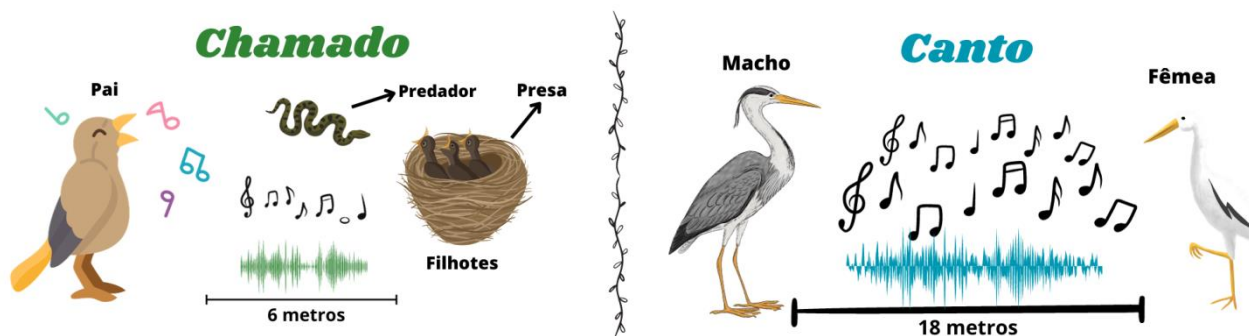 Chamado
Pai
Predador
Presa
Filhotes
6 metros
Canto
Macho
Fêmea
18 metros